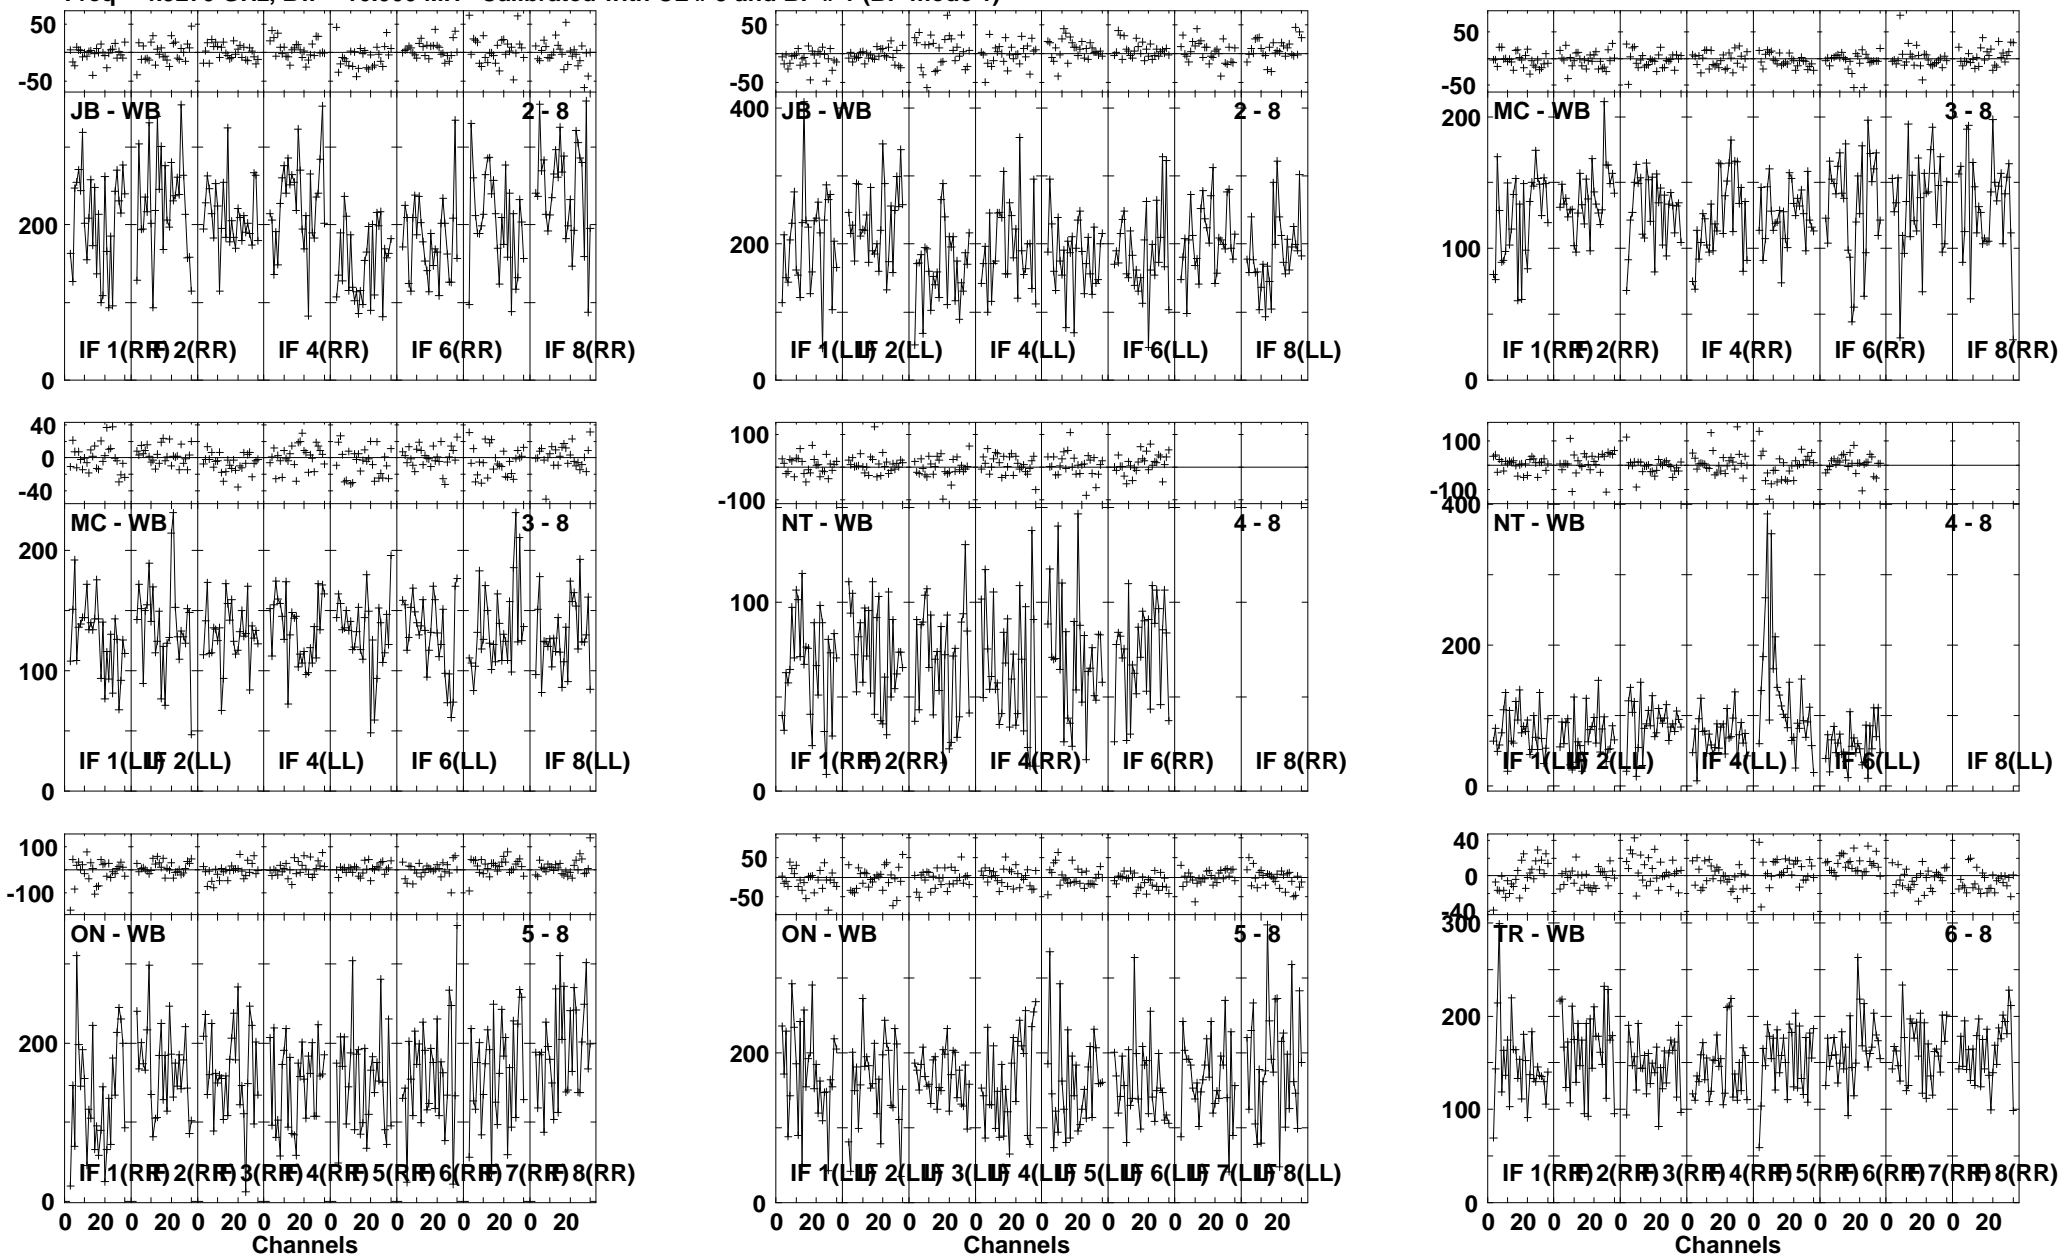 50
-50
JB - WB 2 - 8
200
0
IF 1(RR) IF 2(RR) IF 4(RR) IF 6(RR) IF 8(RR)
50
-50
400
JB - WB 2 - 8
200
0
IF 1(LL) IF 2(LL) IF 4(LL) IF 6(LL) IF 8(LL)
50
-50
200
MC - WB 3 - 8
100
0
IF 1(RR) IF 2(RR) IF 4(RR) IF 6(RR) IF 8(RR)
40
0
-40
MC - WB 3 - 8
200
100
0
IF 1(LL) IF 2(LL) IF 4(LL) IF 6(LL) IF 8(LL)
100
-100
NT - WB 4 - 8
100
0
IF 1(RR) IF 2(RR) IF 4(RR) IF 6(RR) IF 8(RR)
100
-100
400
NT - WB 4 - 8
200
0
IF 1(LL) IF 2(LL) IF 4(LL) IF 6(LL) IF 8(LL)
100
-100
ON - WB 5 - 8
200
0
IF 1(RR) IF 2(RR) IF 3(RR) IF 4(RR) IF 5(RR) IF 6(RR) IF 7(RR) IF 8(RR)
0 20 0 20 0 20 0 20 0 20 0 20 0 20 0 20
Channels
50
-50
ON - WB 5 - 8
200
0
IF 1(LL) IF 2(LL) IF 3(LL) IF 4(LL) IF 5(LL) IF 6(LL) IF 7(LL) IF 8(LL)
0 20 0 20 0 20 0 20 0 20 0 20 0 20 0 20
Channels
40
0
-40
300
TR - WB 6 - 8
200
100
0
IF 1(RR) IF 2(RR) IF 3(RR) IF 4(RR) IF 5(RR) IF 6(RR) IF 7(RR) IF 8(RR)
0 20 0 20 0 20 0 20 0 20 0 20 0 20 0 20
Channels